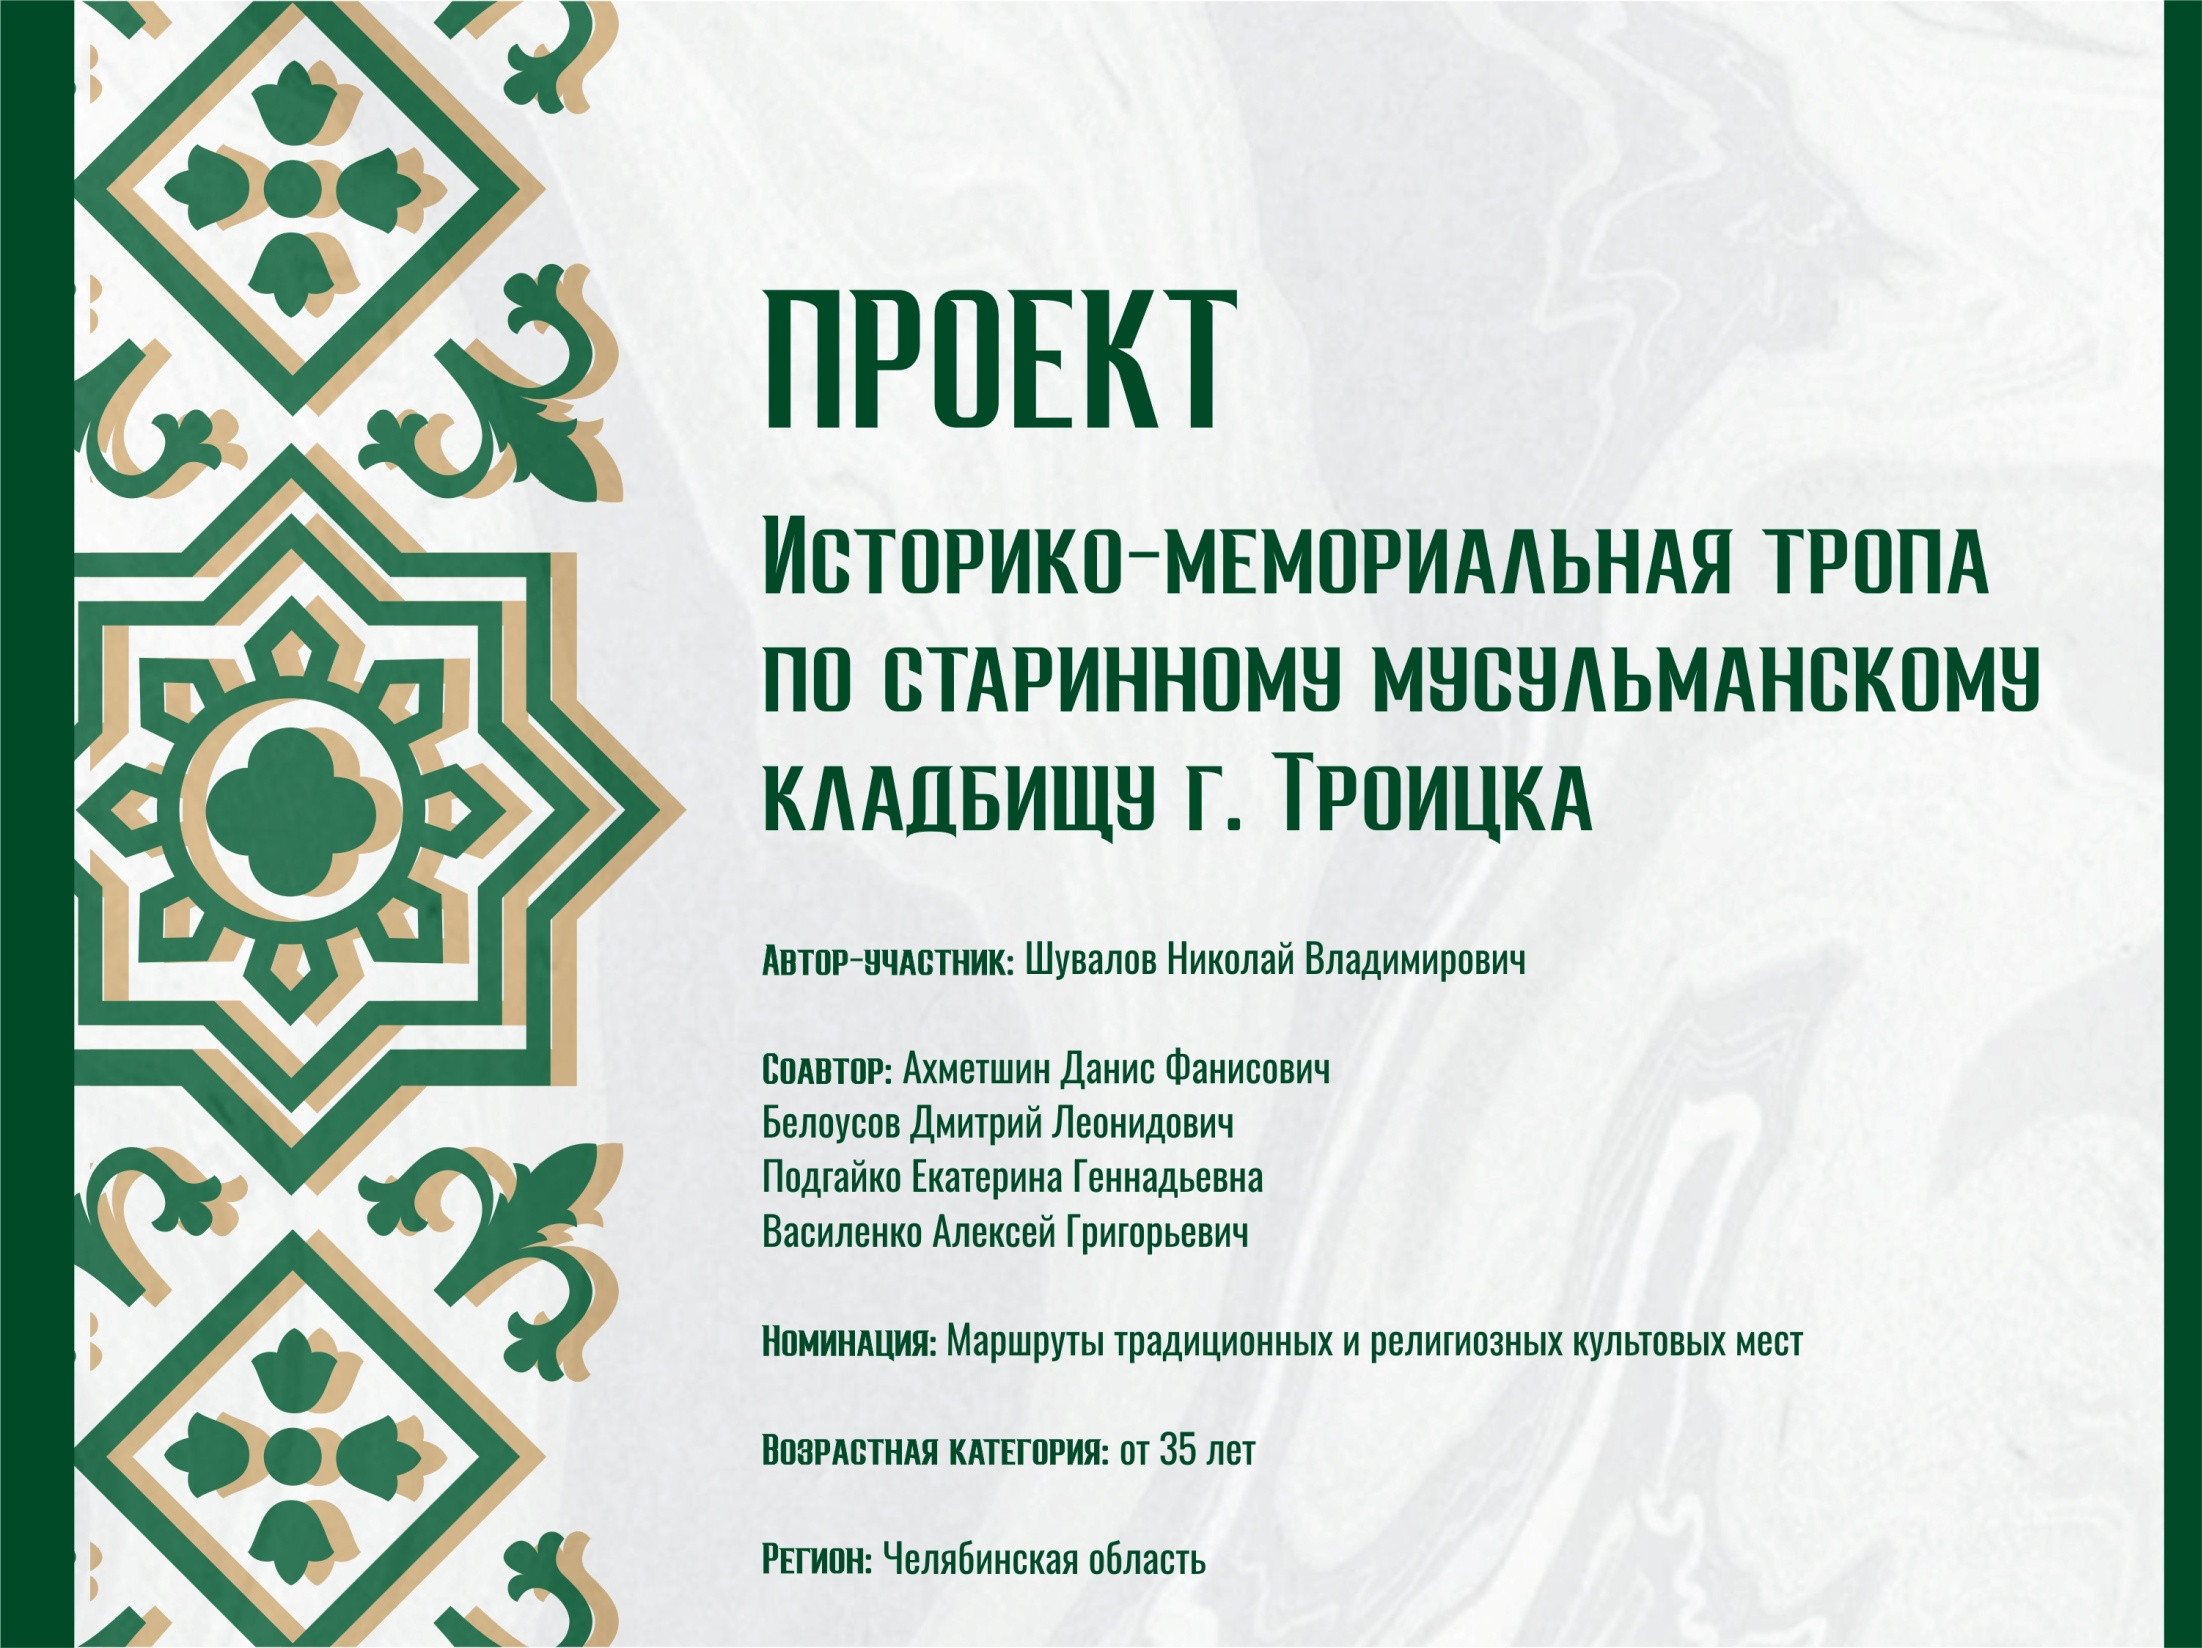 ПРОЕКТ
Историко-мемориальная тропа
по старинному мусульманскому
кладбищу г. Троицка
Автор-участник: Шувалов Николай Владимирович
Соавтор: Ахметшин Данис Фанисович
Белоусов Дмитрий Леонидович
Подгайко Екатерина Геннадьевна
Василенко Алексей Григорьевич
Номинация: Маршруты традиционных и религиозных культовых мест
Возрастная категория: от 35 лет
Регион: Челябинская область